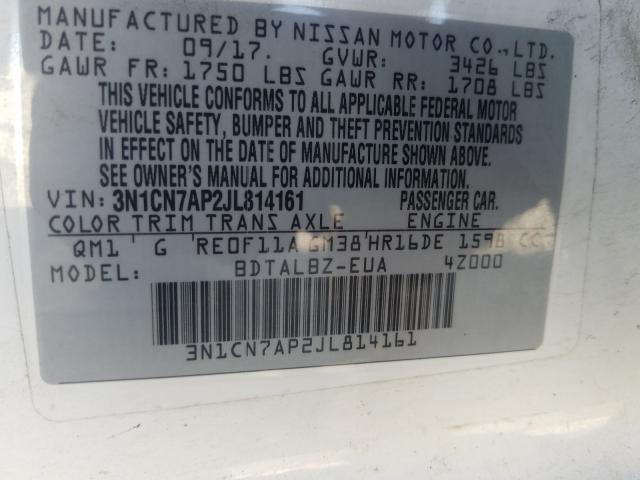 MANUFACTURED BY NISSAN MOTOR CO., LTD.
DATE: 09/17. GVWR: 3426 LBS
GAWR FR: 1750 LBS GAWR RR: 1708 LBS
THIS VEHICLE CONFORMS TO ALL APPLICABLE FEDERAL MOTOR
VEHICLE SAFETY, BUMPER AND THEFT PREVENTION STANDARDS
IN EFFECT ON THE DATE OF MANUFACTURE SHOWN ABOVE.
SEE OWNER'S MANUAL FOR ADDITIONAL INFORMATION.
VIN: 3N1CN7AP2JL814161 PASSENGER CAR.
COLOR TRIM TRANS AXLE ENGINE
QM1 G RE0F11A GM38 HR16DE 1598 CC
MODEL: BDTALBZ-EUA 4Z000
3N1CN7AP2JL814161